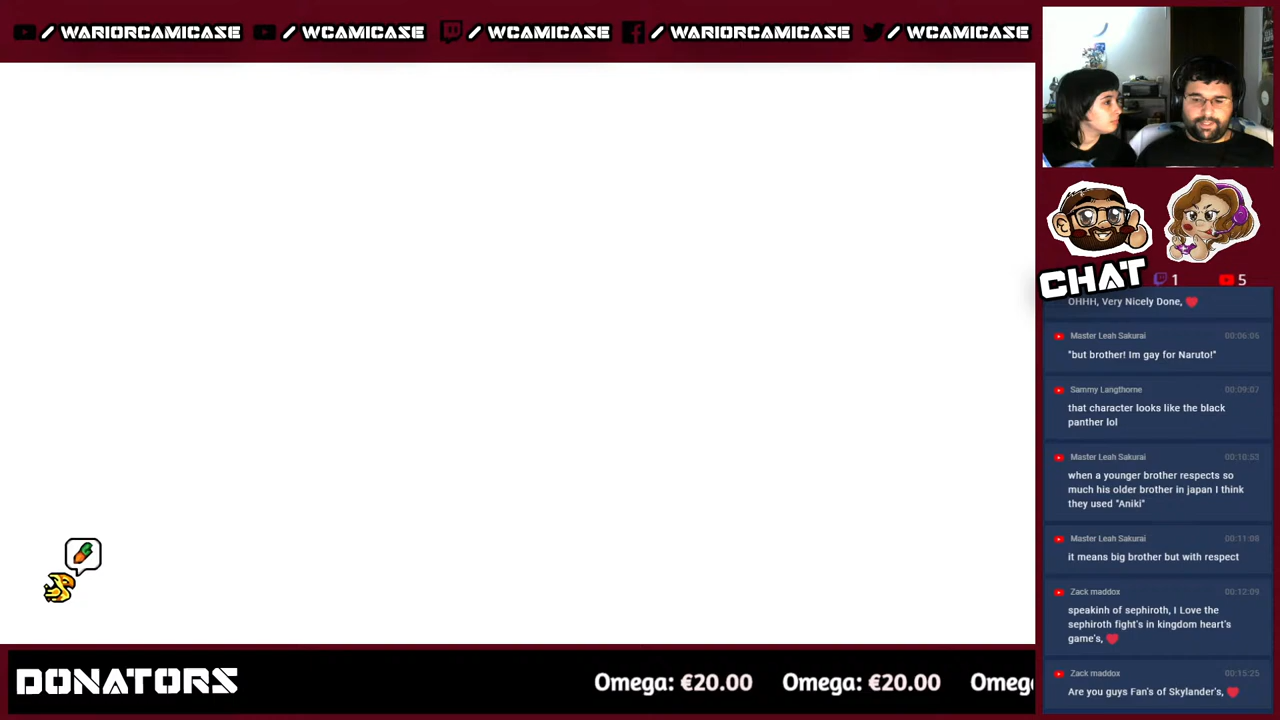 / WARIORCAMICASE / WCAMICASE / WCAMICASE / WARIORCAMICASE / WCAMICASE
CHAT
1 5
OHHH, Very Nicely Done, ❤
Master Leah Sakurai 00:06:05
"but brother! Im gay for Naruto!"
Sammy Langthorne 00:09:07
that character looks like the black
panther lol
Master Leah Sakurai 00:10:53
when a younger brother respects so
much his older brother in japan I think
they used "Aniki"
Master Leah Sakurai 00:11:08
it means big brother but with respect
Zack maddox 00:12:09
speakinh of sephiroth, I Love the
sephiroth fight's in kingdom heart's
game's, ❤
Zack maddox 00:15:25
Are you guys Fan's of Skylander's, ❤
DONATORS Omega: €20.00 Omega: €20.00 Omeg